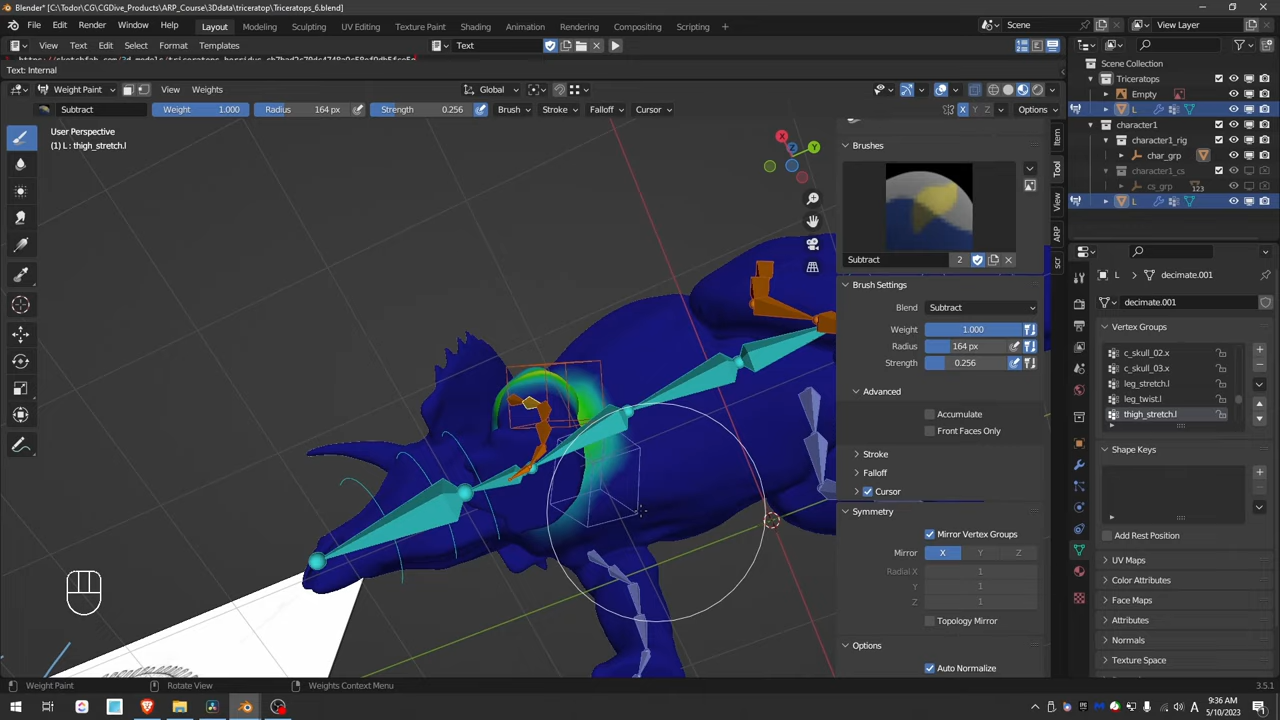 Blender* [C:\Todor\CG\CGDive_Products\ARP_Course\3Ddata\triceratop\Triceratops_6.blend]
File Edit Render Window Help Layout Modeling Sculpting UV Editing Texture Paint Shading Animation Rendering Compositing Geometry Nodes Scripting Scene View Layer
View Text Edit Select Format Templates Text
Text: Internal
Weight Paint View Weights Global
Subtract Weight 1.000 Radius 164 px Strength 0.256 Brush Stroke Falloff Cursor X Y Z Options
User Perspective
(1) L : thigh_stretch.l
X
Y
Z
Brushes
Subtract 2
Brush Settings
Blend Subtract
Weight 1.000
Radius 164 px
Strength 0.256
Advanced
Accumulate
Front Faces Only
Stroke
Falloff
Cursor
Symmetry
Mirror Vertex Groups
Mirror X Y Z
Radial X 1
Y 1
Z 1
Topology Mirror
Options
Auto Normalize
Item
Tool
View
ARP
scr
Scene Collection
Triceratops
Empty
L
character1
character1_rig
char_grp
character1_cs
cs_grp 123
L
L decimate.001
decimate.001
Vertex Groups
c_skull_02.x
c_skull_03.x
leg_stretch.l
leg_twist.l
thigh_stretch.l
Shape Keys
Add Rest Position
UV Maps
Color Attributes
Face Maps
Attributes
Normals
Texture Space
Weight Paint Rotate View Weights Context Menu 3.5.1
9:36 AM
5/10/2023